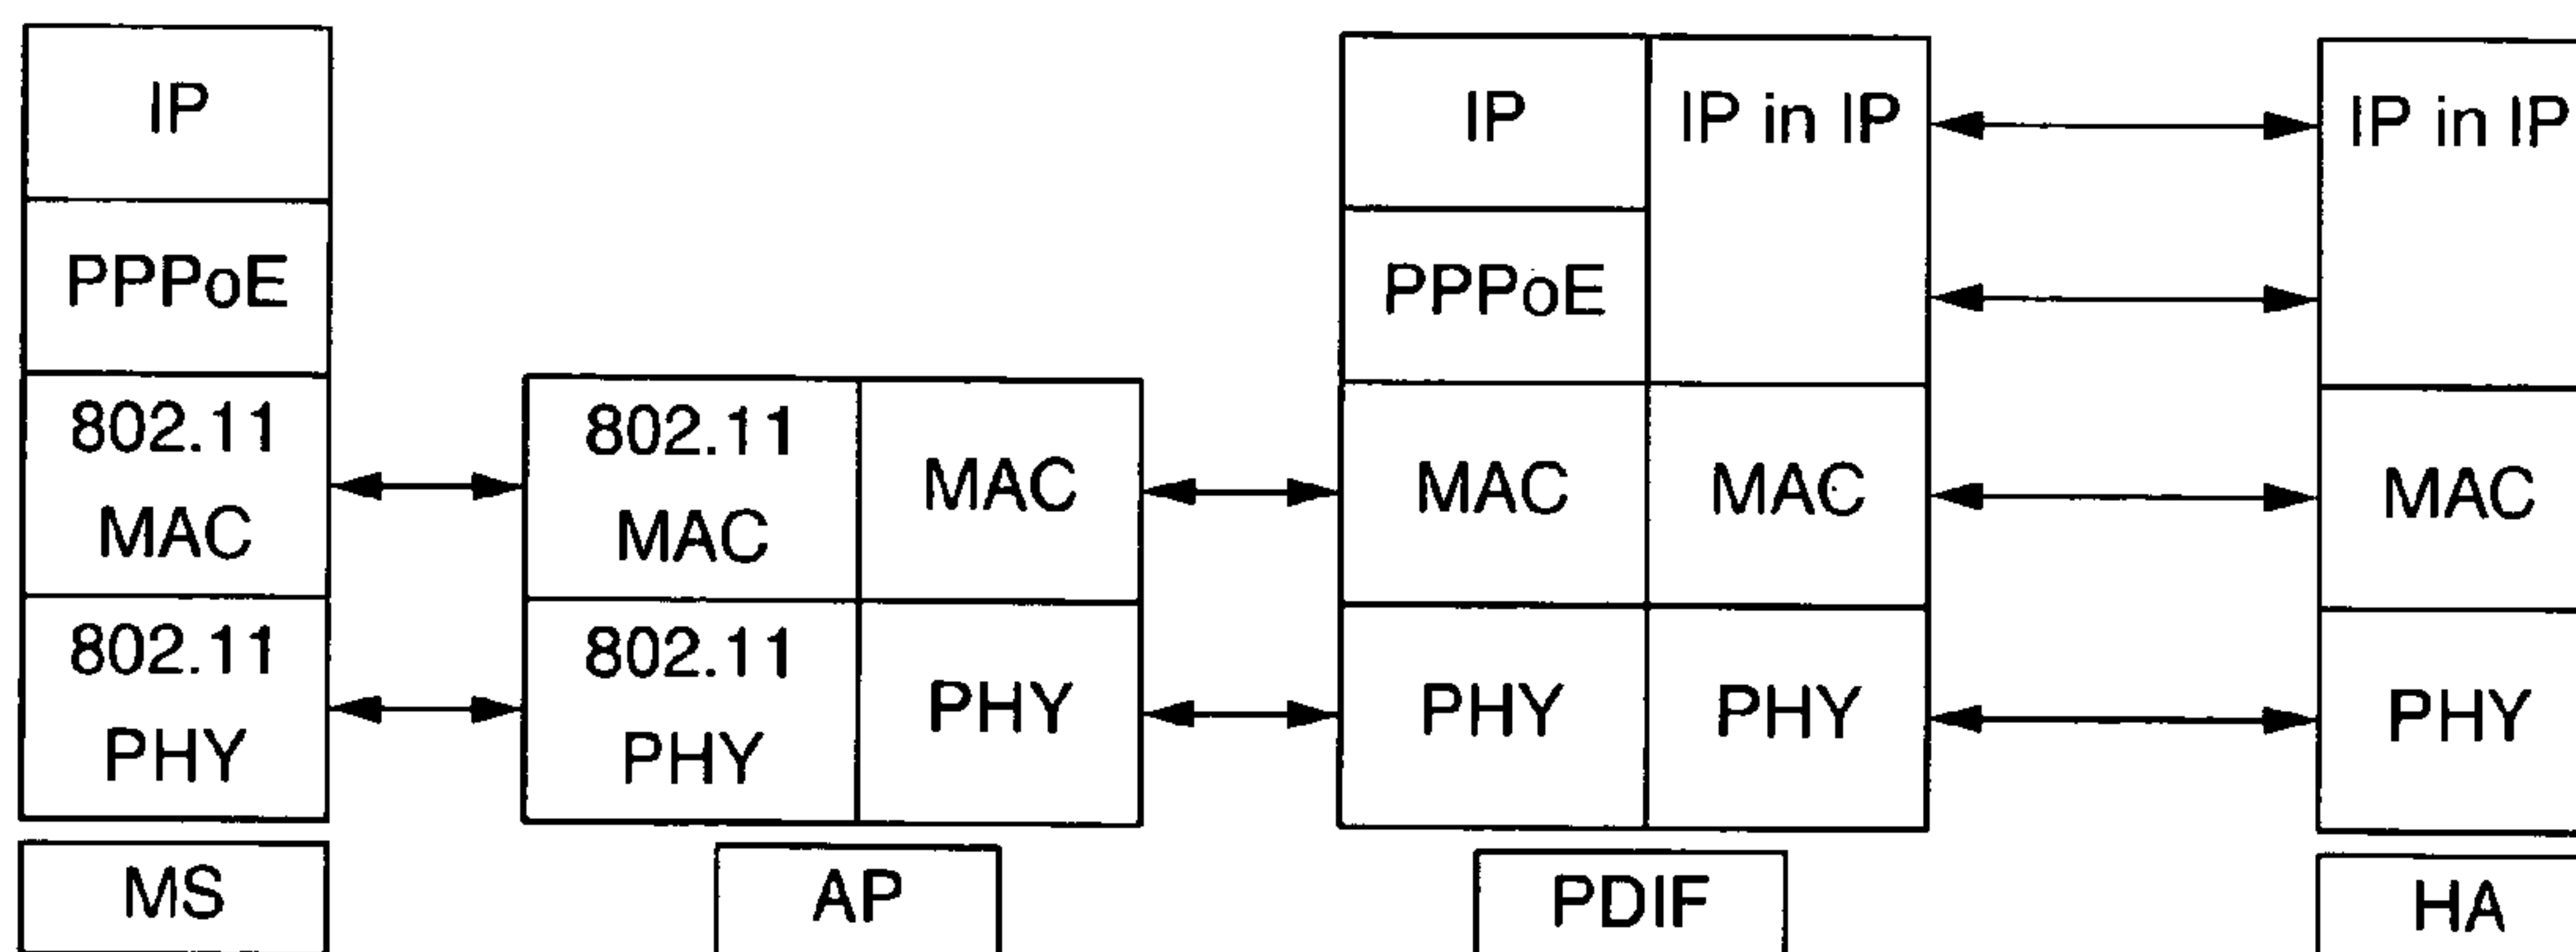 IP
PPPoE
802.11
MAC
802.11
PHY
MS
802.11
MAC
MAC
802.11
PHY
PHY
AP
IP
IP in IP
PPPoE
MAC
MAC
PHY
PHY
PDIF
IP in IP
MAC
PHY
HA